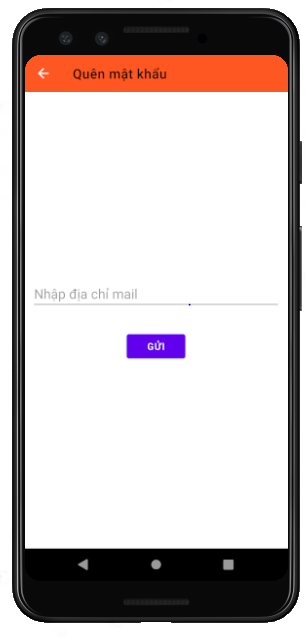 Quên mật khẩu
Nhập địa chỉ mail
GỬI